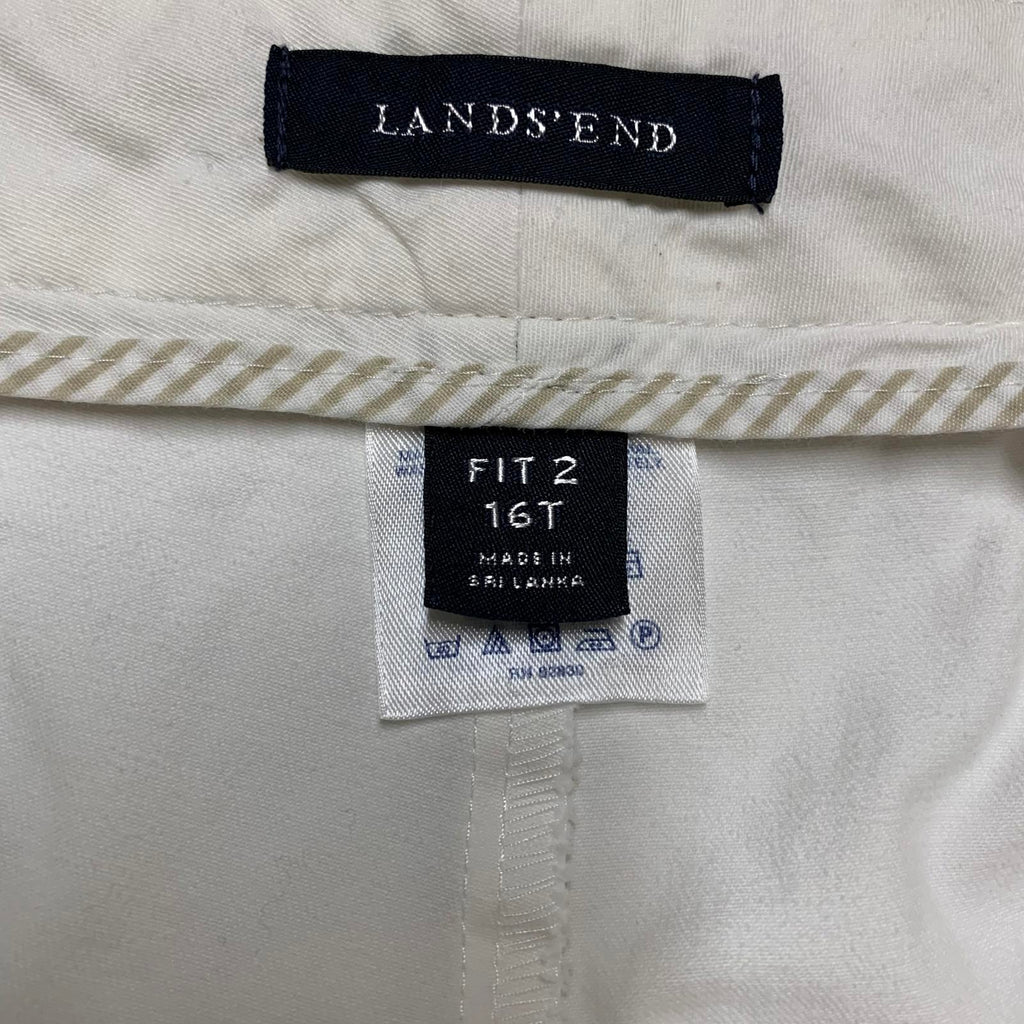 LANDS' END
FIT 2
16T
MADE IN
SRI LANKA
P